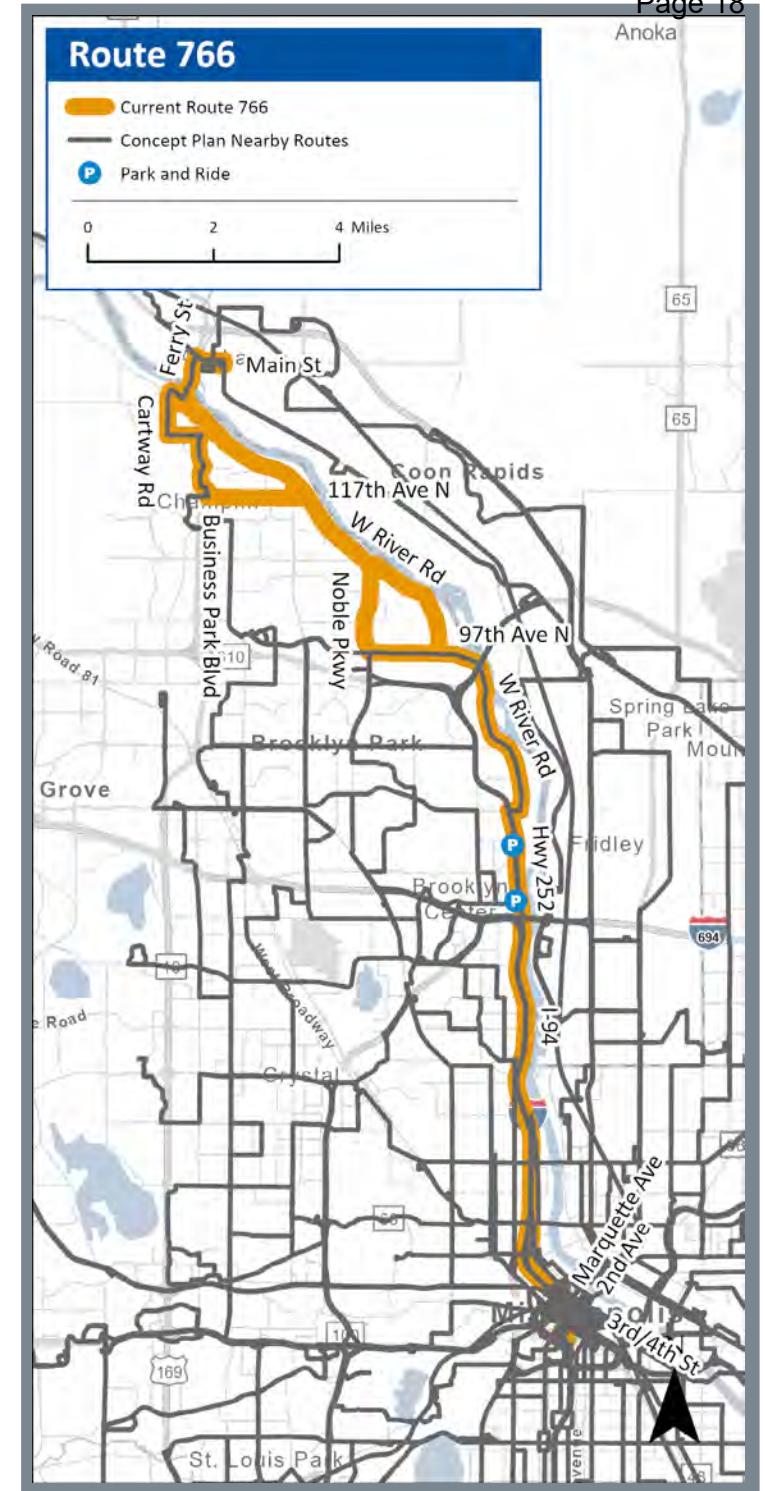 Page 18
Anoka
Route 766
Current Route 766
Concept Plan Nearby Routes
P
Park and Ride
0 2 4 Miles
65
Ferry St
Main St
65
Cartway Rd
Coon Rapids
117th Ave N
W River Rd
Business Park Blvd
Noble Pkwy
97th Ave N
Road 81
W River Rd
Spring Lake
Park
Brooklyn Park
Grove
P
Hwy 252
Fridley
Brooklyn
Center
P
694
West Broadway
I-94
Road
Crystal
Marquette Ave
2nd Ave
3rd/4th St
100
169
St. Louis Park